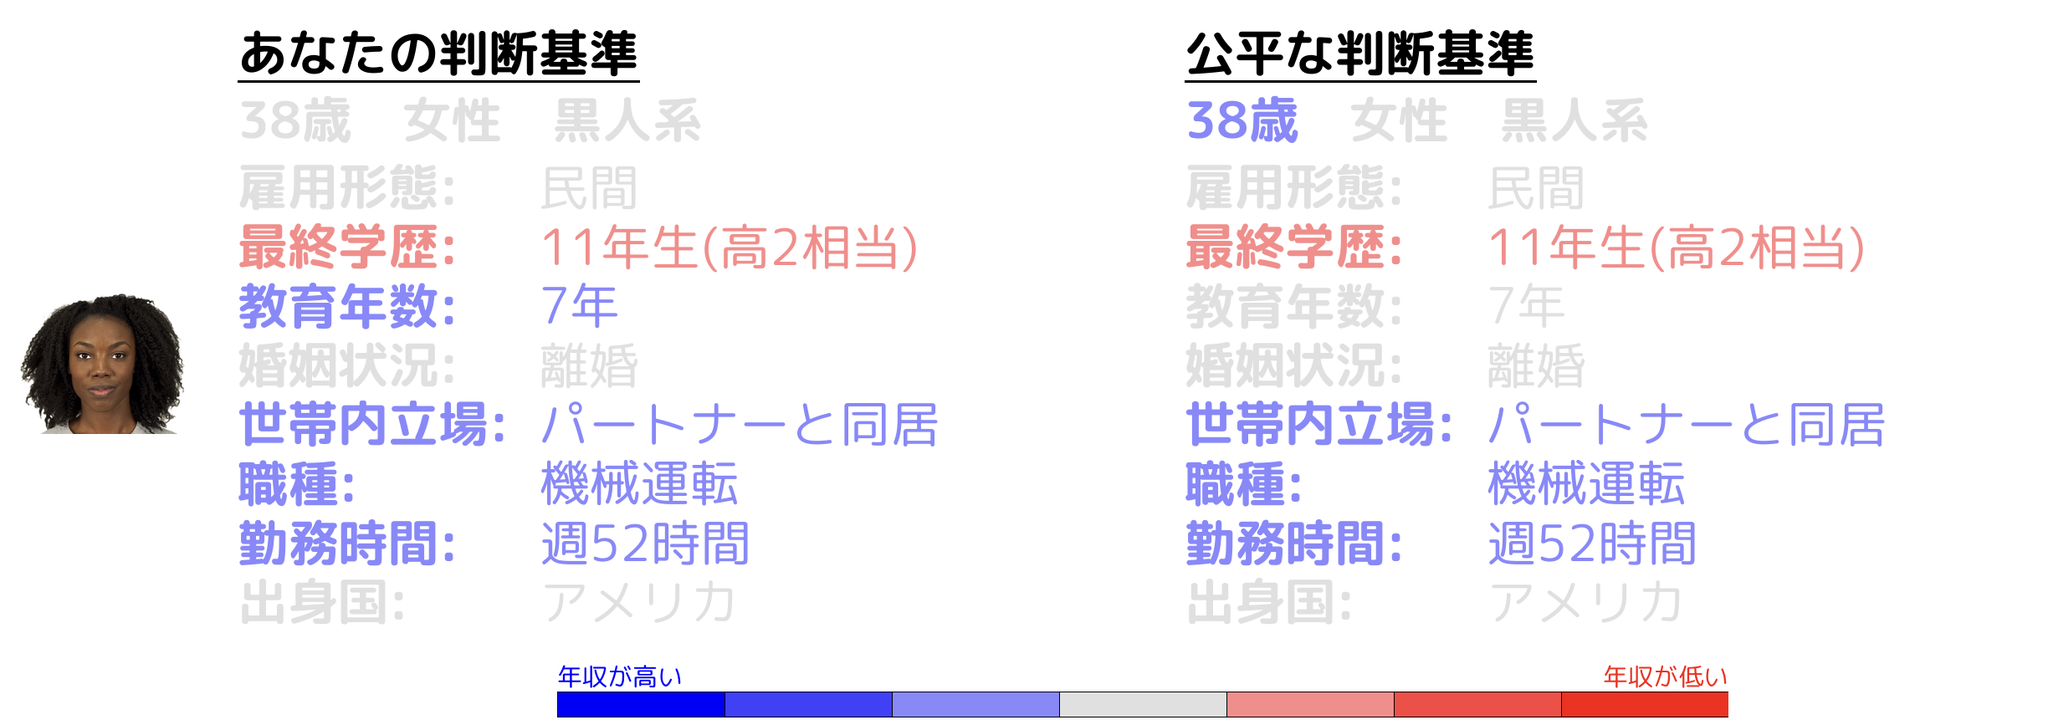 あなたの判断基準
38歳 女性 黒人系
雇用形態: 民間
最終学歴: 11年生(高2相当)
教育年数: 7年
婚姻状況: 離婚
世帯内立場: パートナーと同居
職種: 機械運転
勤務時間: 週52時間
出身国: アメリカ
公平な判断基準
38歳 女性 黒人系
雇用形態: 民間
最終学歴: 11年生(高2相当)
教育年数: 7年
婚姻状況: 離婚
世帯内立場: パートナーと同居
職種: 機械運転
勤務時間: 週52時間
出身国: アメリカ
年収が高い
年収が低い